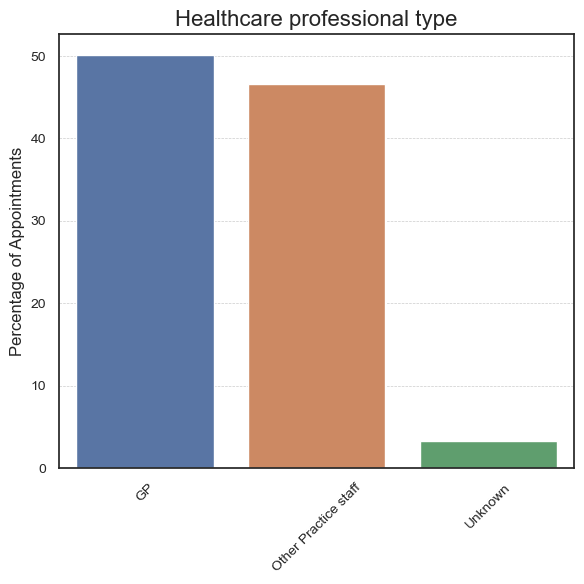 Healthcare professional type
Percentage of Appointments
50
40
30
20
10
0
GP
Other Practice staff
Unknown